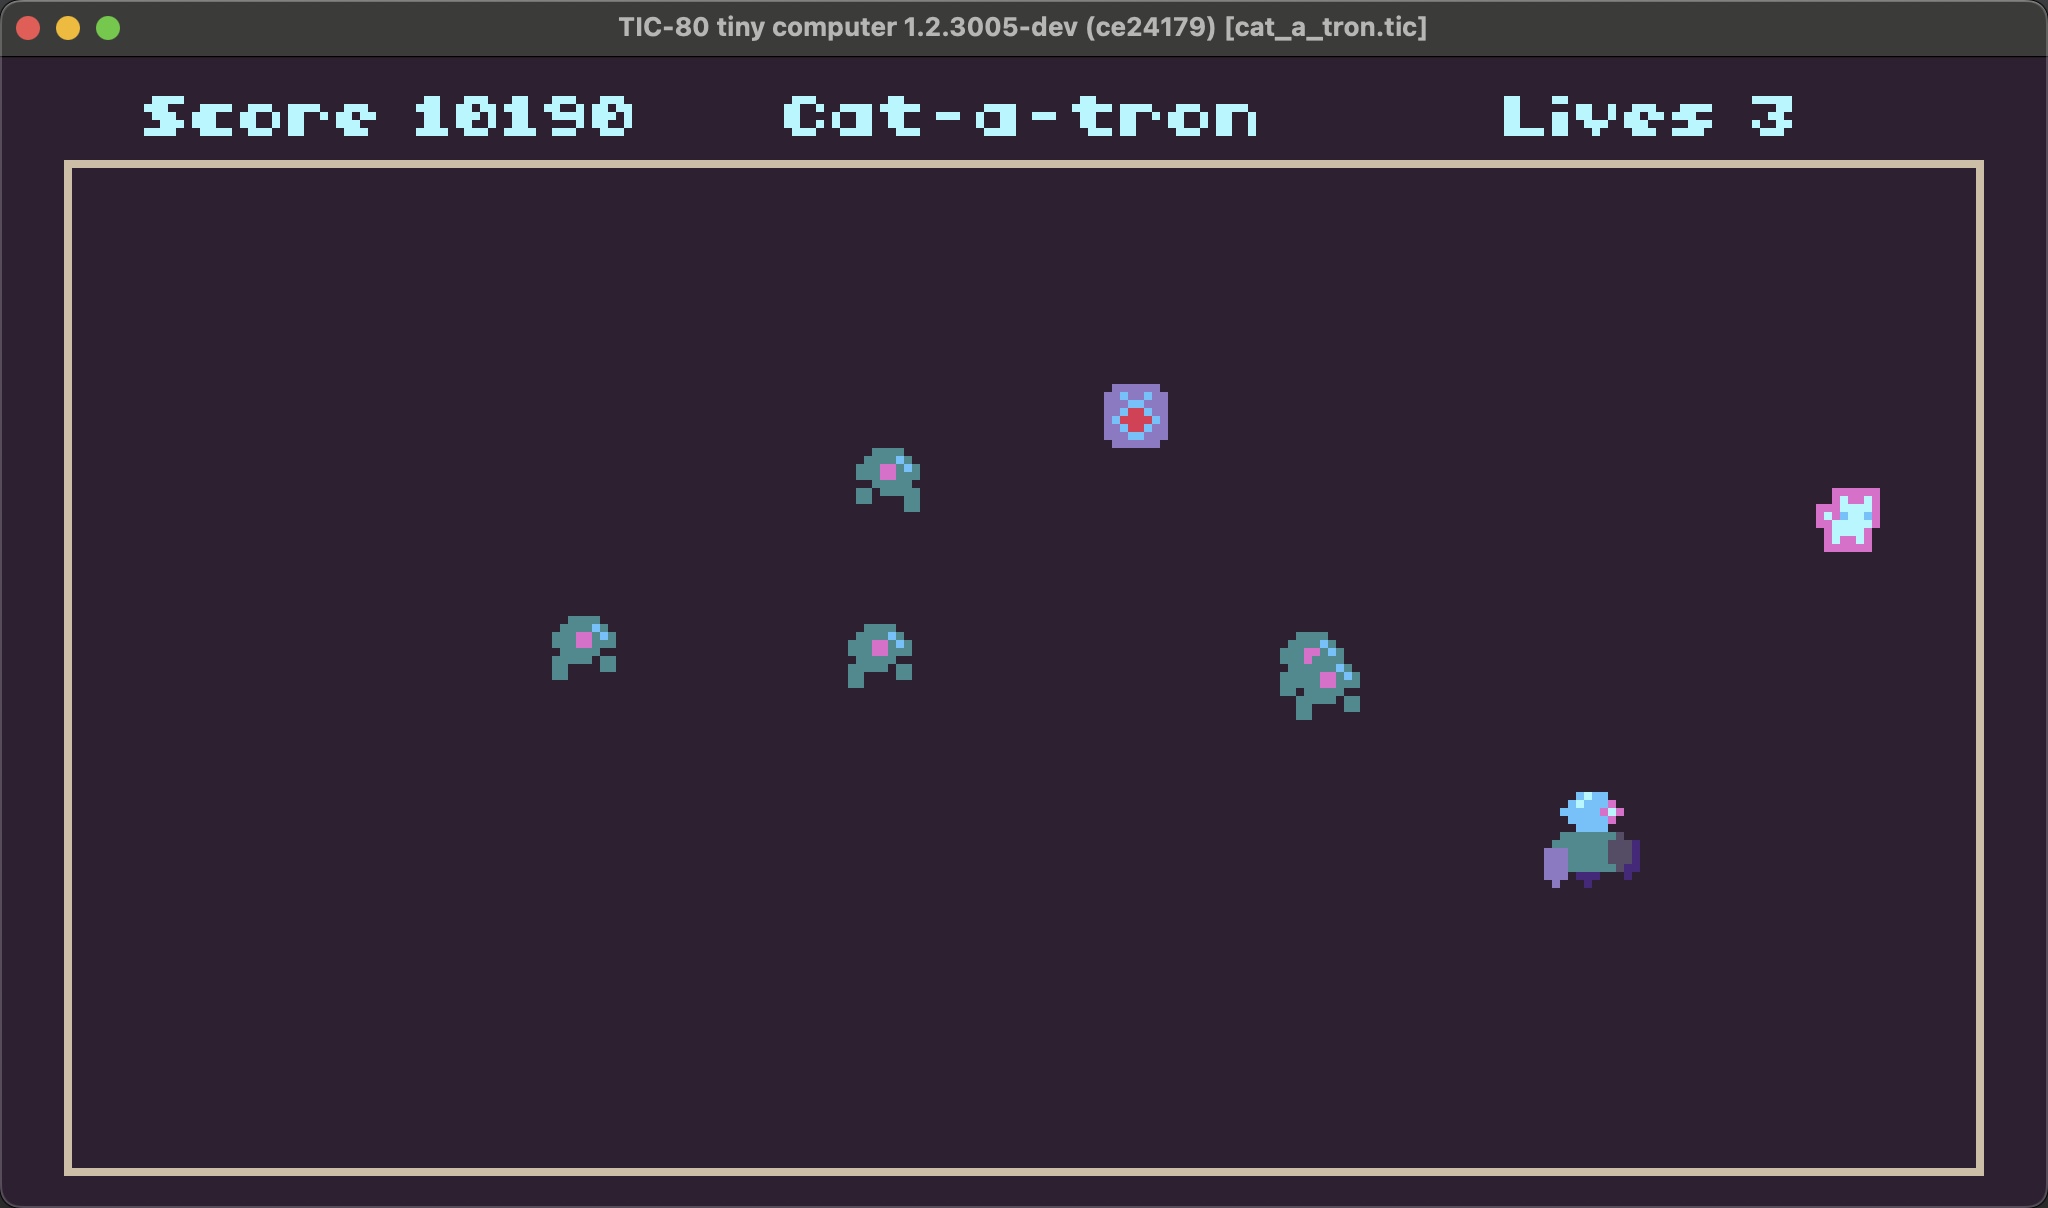 TIC-80 tiny computer 1.2.3005-dev (ce24179) [cat_a_tron.tic]
Score 10190 Cat-a-tron Lives 3